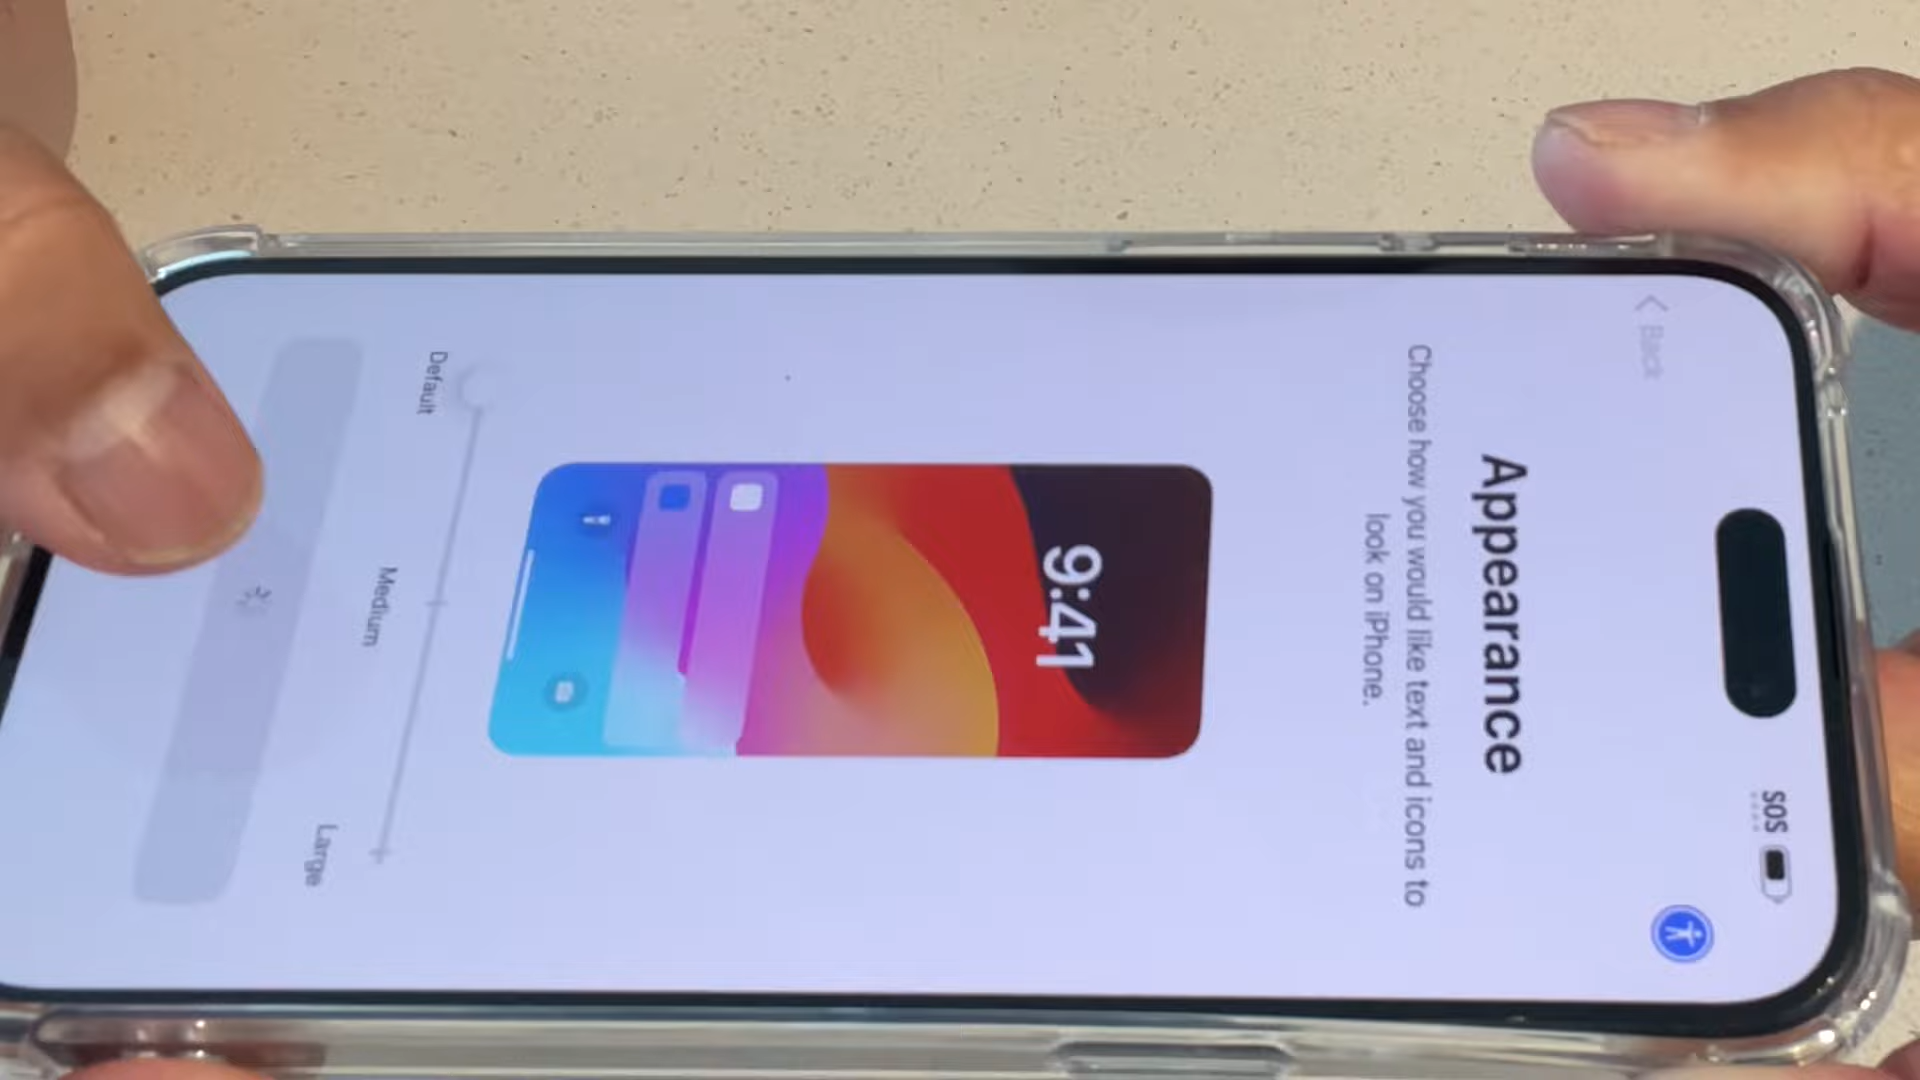 SOS
Back
Appearance
Choose how you would like text and icons to
look on iPhone.
9:41
Default
Medium
Large